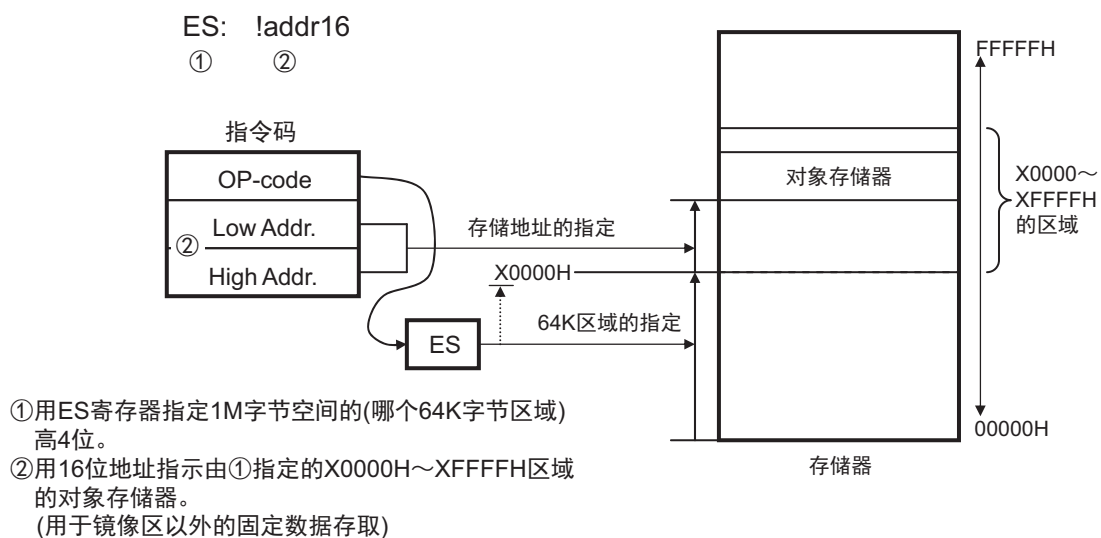 ES: !addr16
① ②
指令码
OP-code
Low Addr.
②
High Addr.
ES
存储地址的指定
X0000H
64K区域的指定
对象存储器
FFFFFH
X0000～
XFFFFH
的区域
00000H
存储器
①用ES寄存器指定1M字节空间的(哪个64K字节区域)
高4位。
②用16位地址指示由①指定的X0000H～XFFFFH区域
的对象存储器。
(用于镜像区以外的固定数据存取)